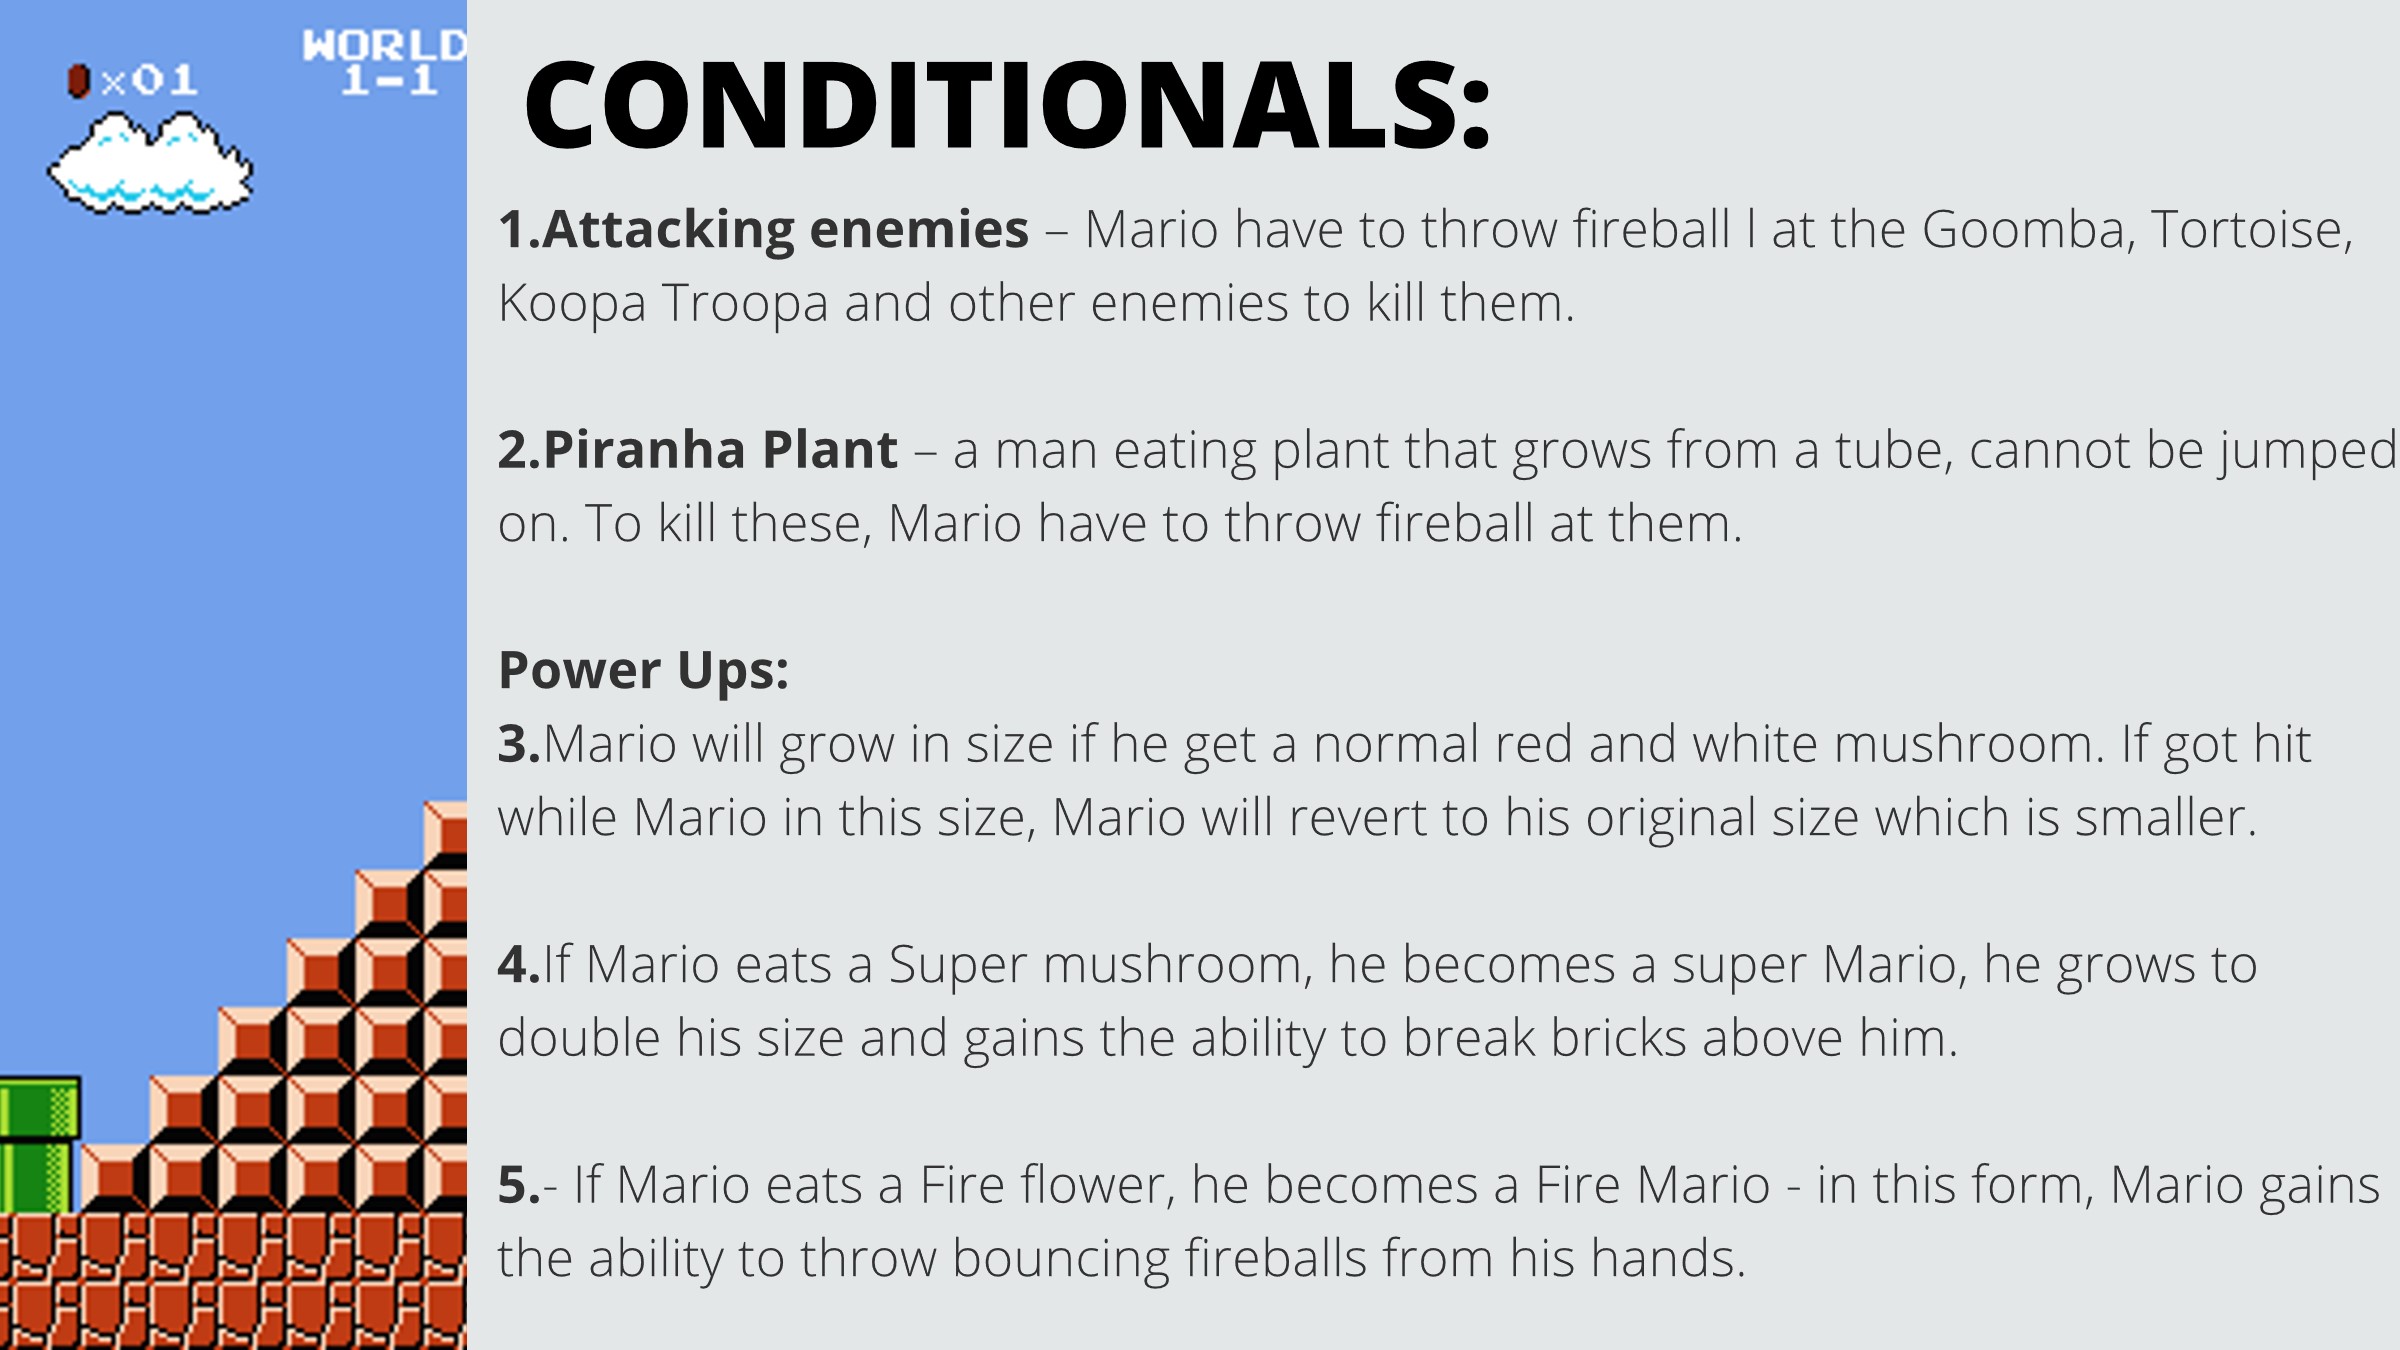 WORLD
×01 1-1
CONDITIONALS:
1.Attacking enemies – Mario have to throw fireball l at the Goomba, Tortoise,
Koopa Troopa and other enemies to kill them.
2.Piranha Plant – a man eating plant that grows from a tube, cannot be jumped
on. To kill these, Mario have to throw fireball at them.
Power Ups:
3.Mario will grow in size if he get a normal red and white mushroom. If got hit
while Mario in this size, Mario will revert to his original size which is smaller.
4.If Mario eats a Super mushroom, he becomes a super Mario, he grows to
double his size and gains the ability to break bricks above him.
5.- If Mario eats a Fire flower, he becomes a Fire Mario - in this form, Mario gains
the ability to throw bouncing fireballs from his hands.